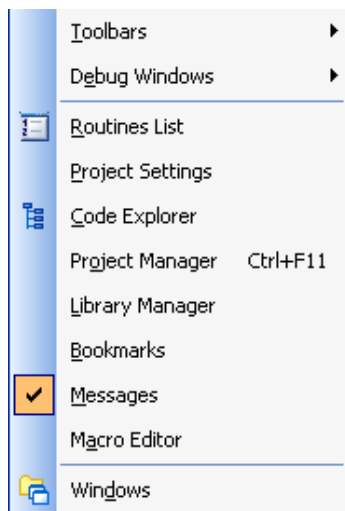 Toolbars
Debug Windows
Routines List
Project Settings
Code Explorer
Project Manager Ctrl+F11
Library Manager
Bookmarks
Messages
Macro Editor
Windows